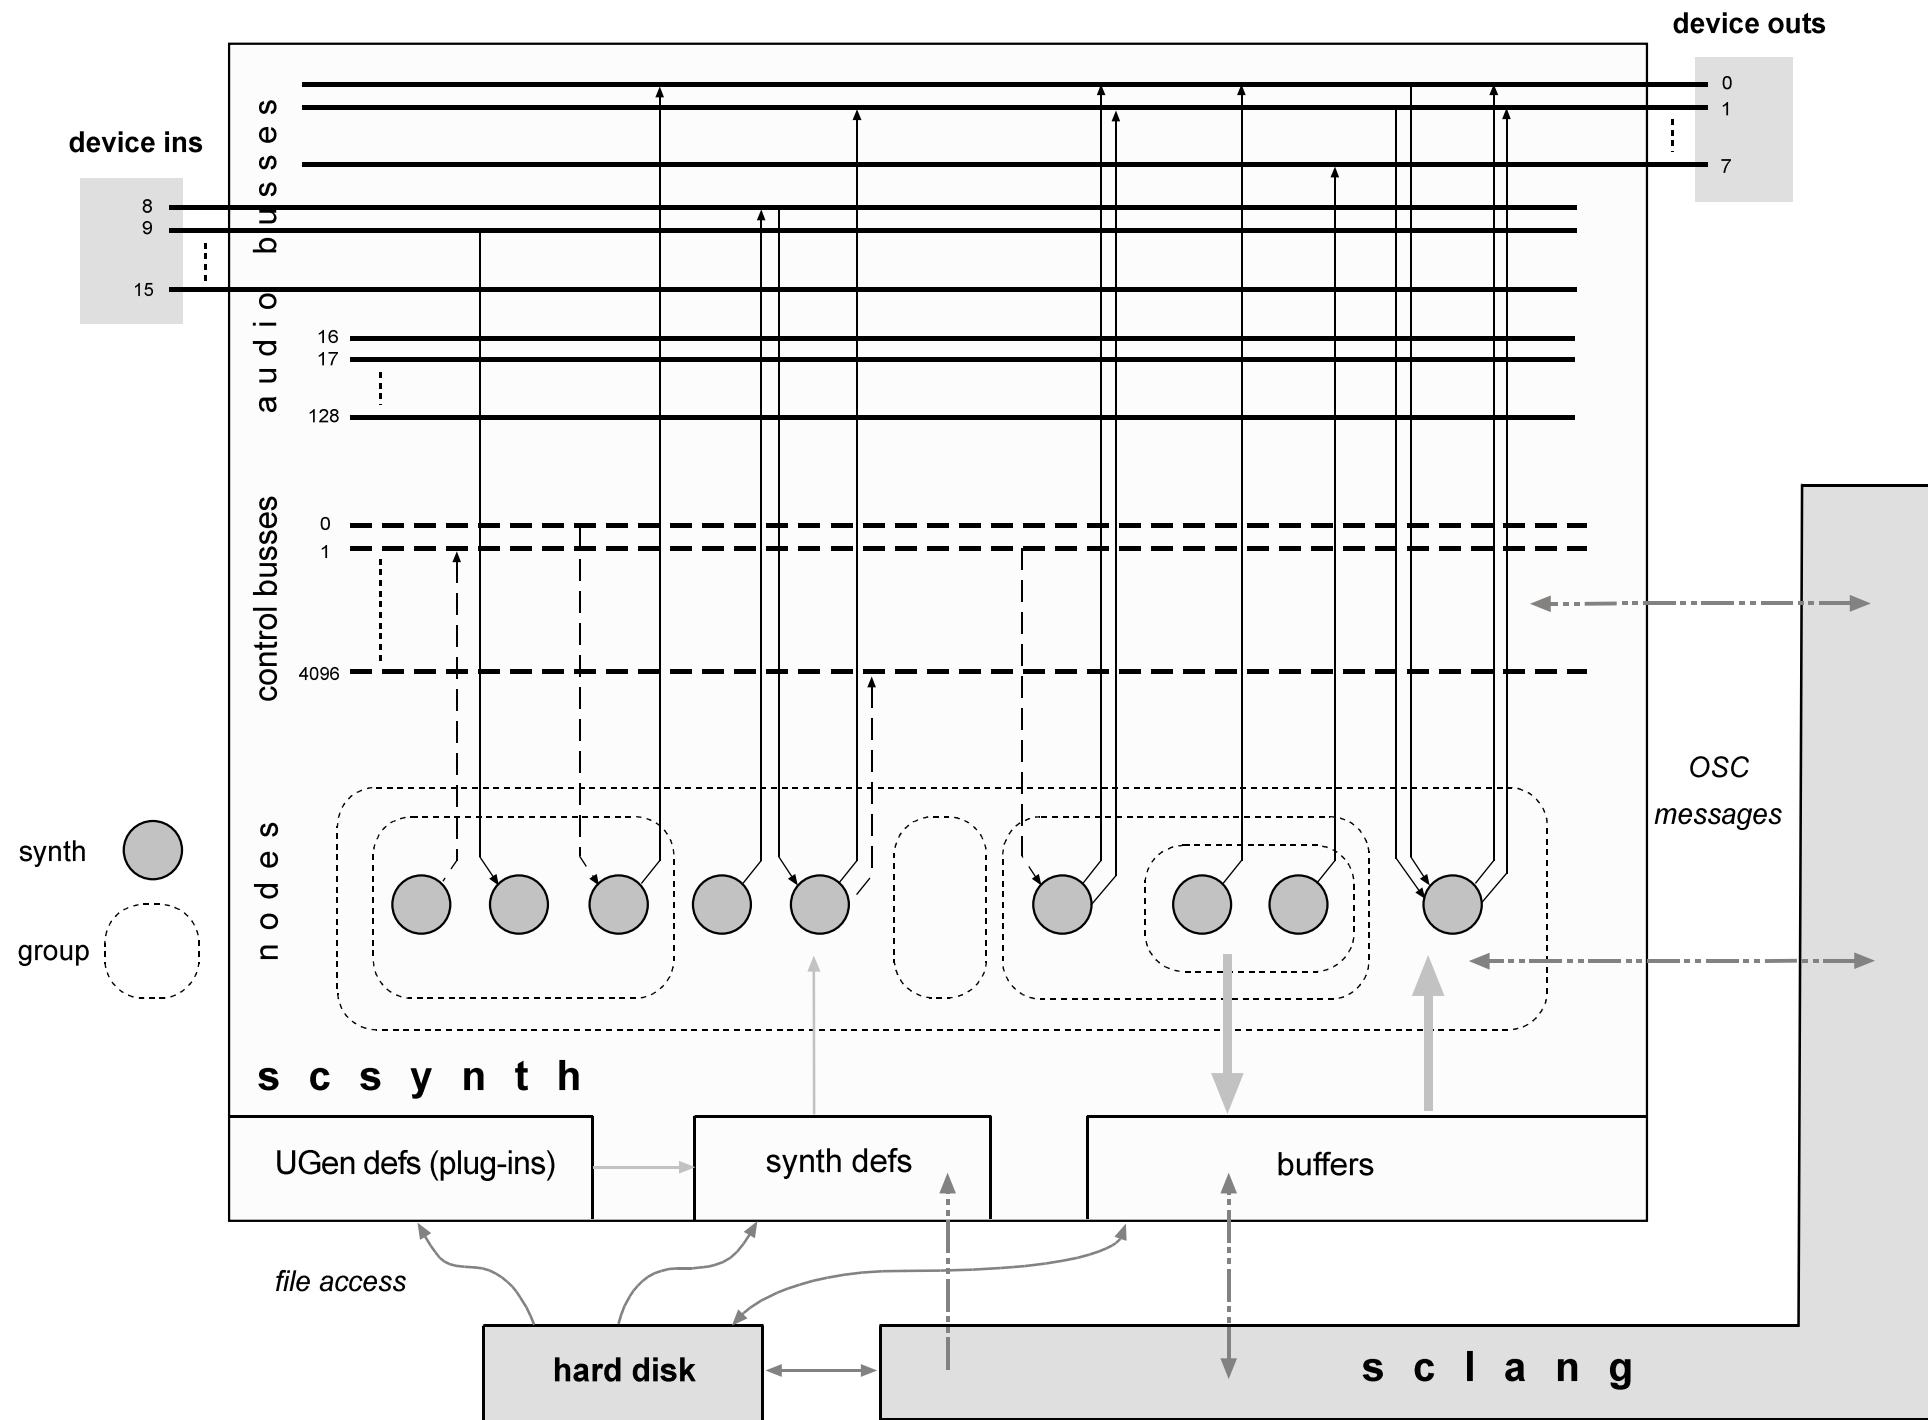 device outs
0
1
7
device ins
8
9
15
audio busses
16
17
128
control busses
0
1
4096
OSC
messages
synth
group
nodes
scsynth
UGen defs (plug-ins)
synth defs
buffers
file access
hard disk
sclang